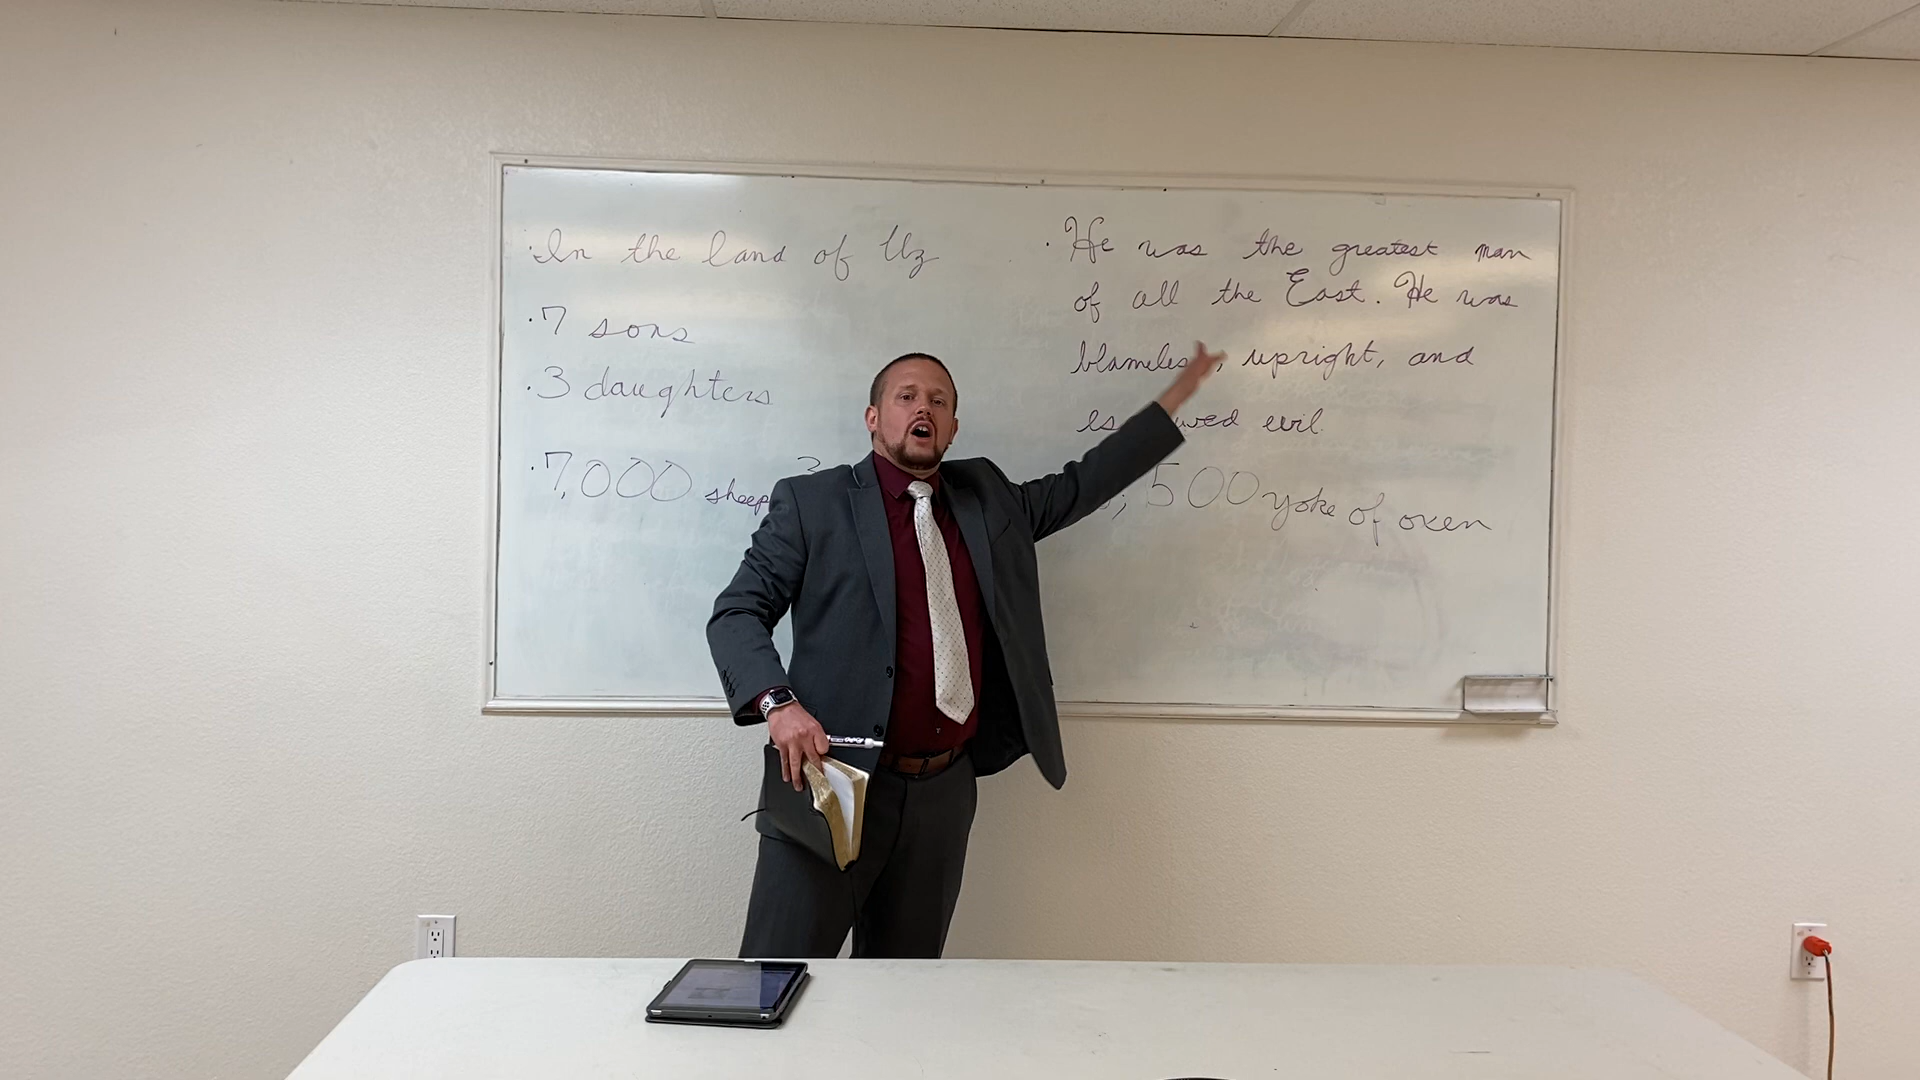 · In the land of Uz
· 7 sons
· 3 daughters
· 7,000 sheep
· He was the greatest man
of all the East. He was
blameless, upright, and
evil.
; 500 yoke of oxen